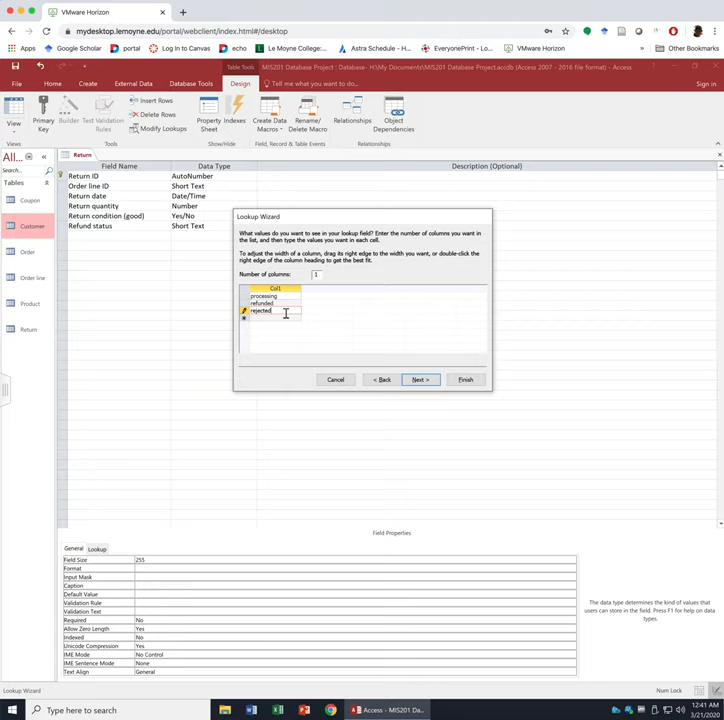 VMware Horizon
mydesktop.lemoyne.edu/portal/webclient/index.html#/desktop
Apps
Google Scholar
portal
Log In to Canvas
echo
Le Moyne College:...
Astra Schedule - H...
EveryonePrint - Lo...
VMware Horizon
»
Other Bookmarks
Table Tools
MIS201 Database Project : Database- H:\My Documents\MIS201 Database Project.accdb (Access 2007 - 2016 file format) - Access
File
Home
Create
External Data
Database Tools
Design
Tell me what you want to do...
Sign in
View
Primary
Key
Builder
Test Validation
Rules
Insert Rows
Delete Rows
Modify Lookups
Property
Sheet
Indexes
Create Data
Macros
Rename/
Delete Macro
Relationships
Object
Dependencies
Views
Tools
Show/Hide
Field, Record & Table Events
Relationships
All...
«
Search...
Tables
Coupon
Customer
Order
Order line
Product
Return
Return
Field Name
Data Type
Description (Optional)
Return ID
AutoNumber
Order line ID
Short Text
Return date
Date/Time
Return quantity
Number
Return condition (good)
Yes/No
Refund status
Short Text
Lookup Wizard
What values do you want to see in your lookup field? Enter the number of columns you want in
the list, and then type the values you want in each cell.
To adjust the width of a column, drag its right edge to the width you want, or double-click the
right edge of the column heading to get the best fit.
Number of columns:
1
Col1
processing
refunded
rejected
Cancel
< Back
Next >
Finish
Field Properties
General
Lookup
Field Size
255
Format
Input Mask
Caption
Default Value
Validation Rule
Validation Text
Required
No
Allow Zero Length
Yes
Indexed
No
Unicode Compression
Yes
IME Mode
No Control
IME Sentence Mode
None
Text Align
General
The data type determines the kind of values that
users can store in the field. Press F1 for help on data
types.
Lookup Wizard
Num Lock
Type here to search
Access - MIS201 Da...
12:41 AM
3/21/2020